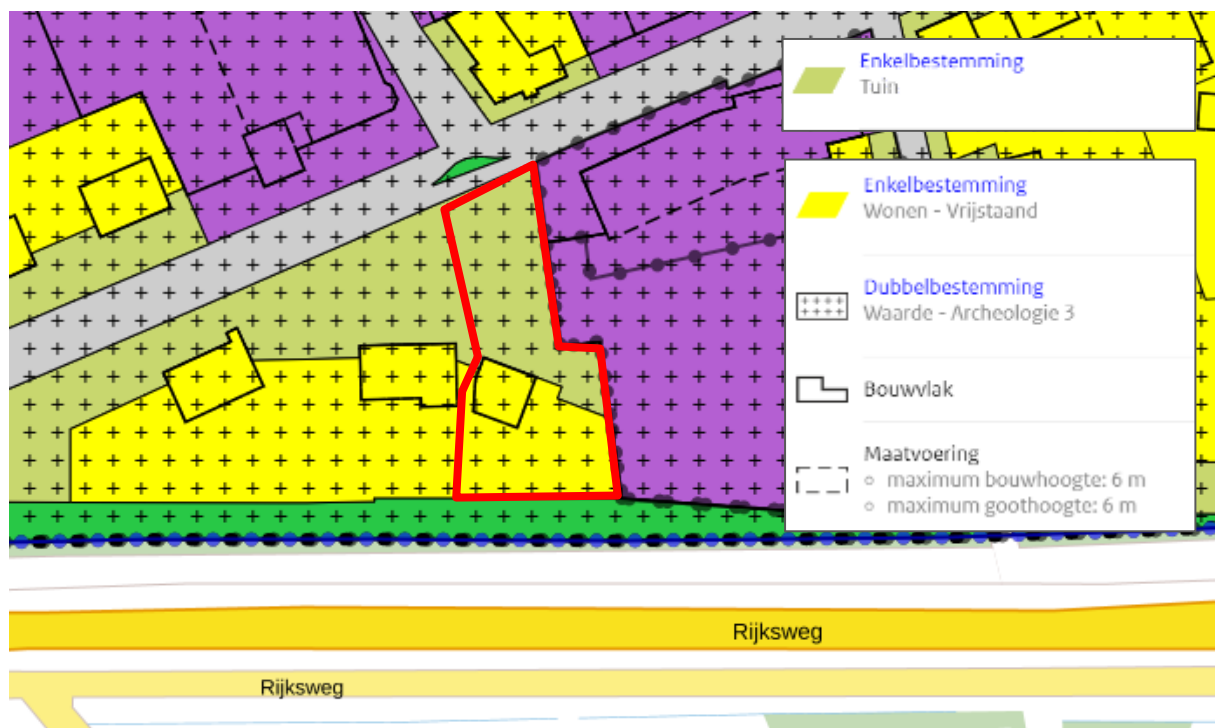 Enkelbestemming
Tuin
Enkelbestemming
Wonen - Vrijstaand
Dubbelbestemming
Waarde - Archeologie 3
Bouwvlak
Maatvoering
maximum bouwhoogte: 6 m
maximum goothoogte: 6 m
Rijksweg
Rijksweg